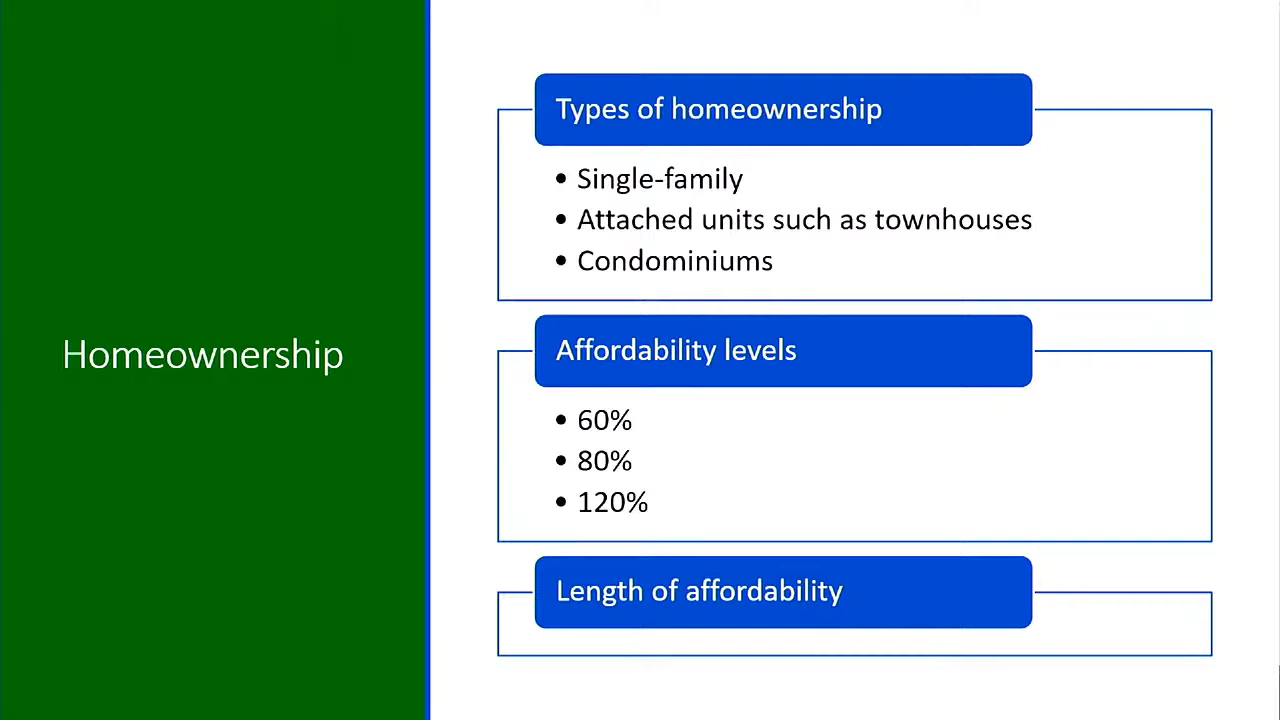 Homeownership
Types of homeownership
• Single-family
• Attached units such as townhouses
• Condominiums
Affordability levels
• 60%
• 80%
• 120%
Length of affordability